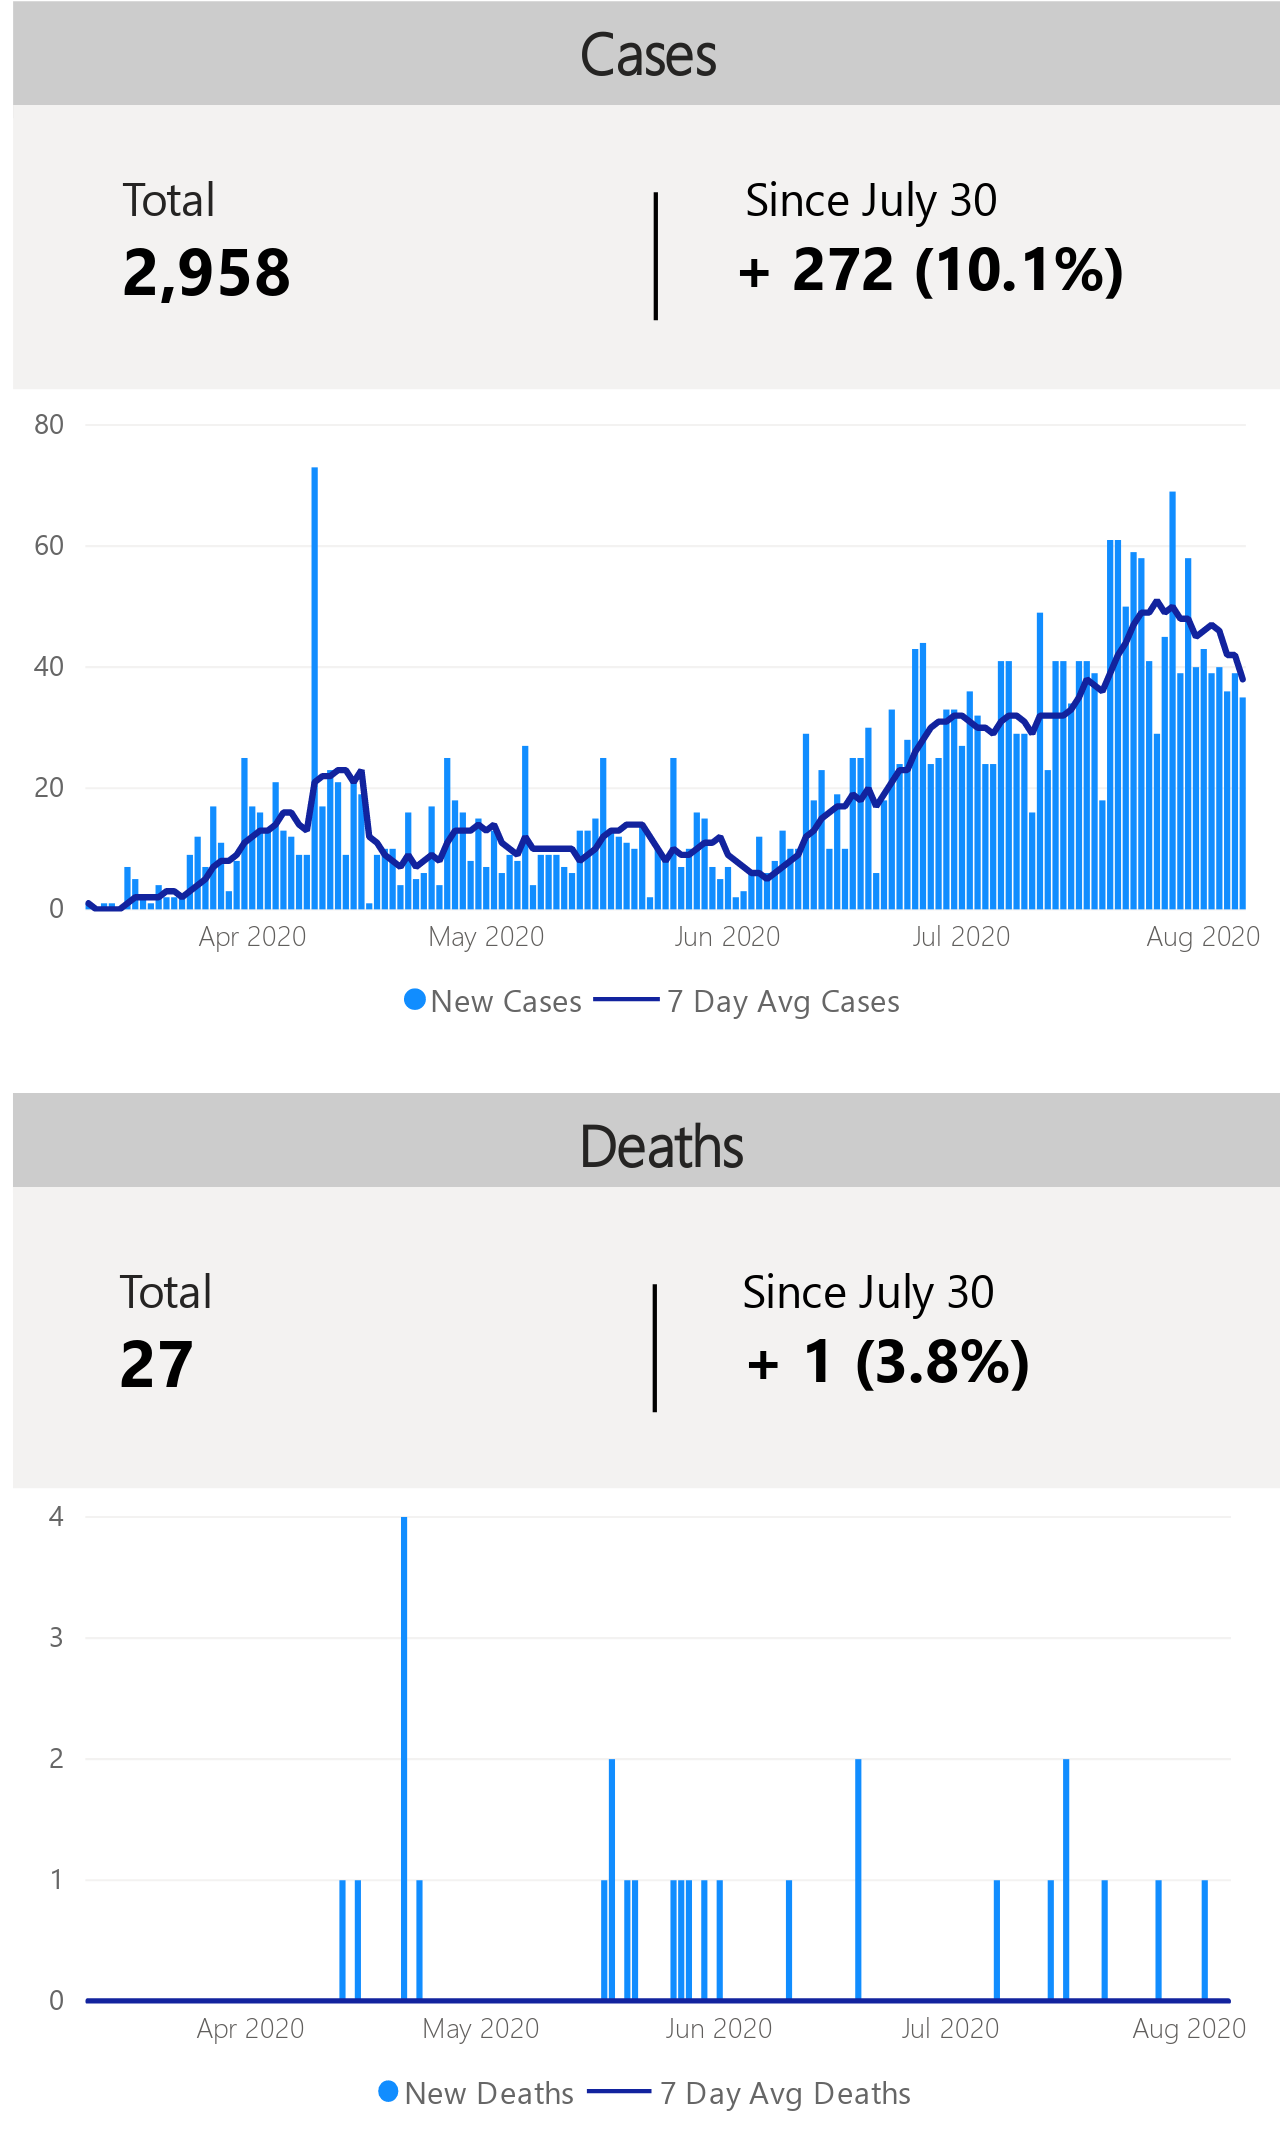 Cases
Total
Since July 30
2,958
+ 272 (10.1%)
80
60
40
20
0
Apr 2020
May 2020
Jun 2020
Jul 2020
Aug 2020
New Cases
7 Day Avg Cases
Deaths
Total
Since July 30
27
+ 1 (3.8%)
4
3
2
1
0
Apr 2020
May 2020
Jun 2020
Jul 2020
Aug 2020
New Deaths
7 Day Avg Deaths